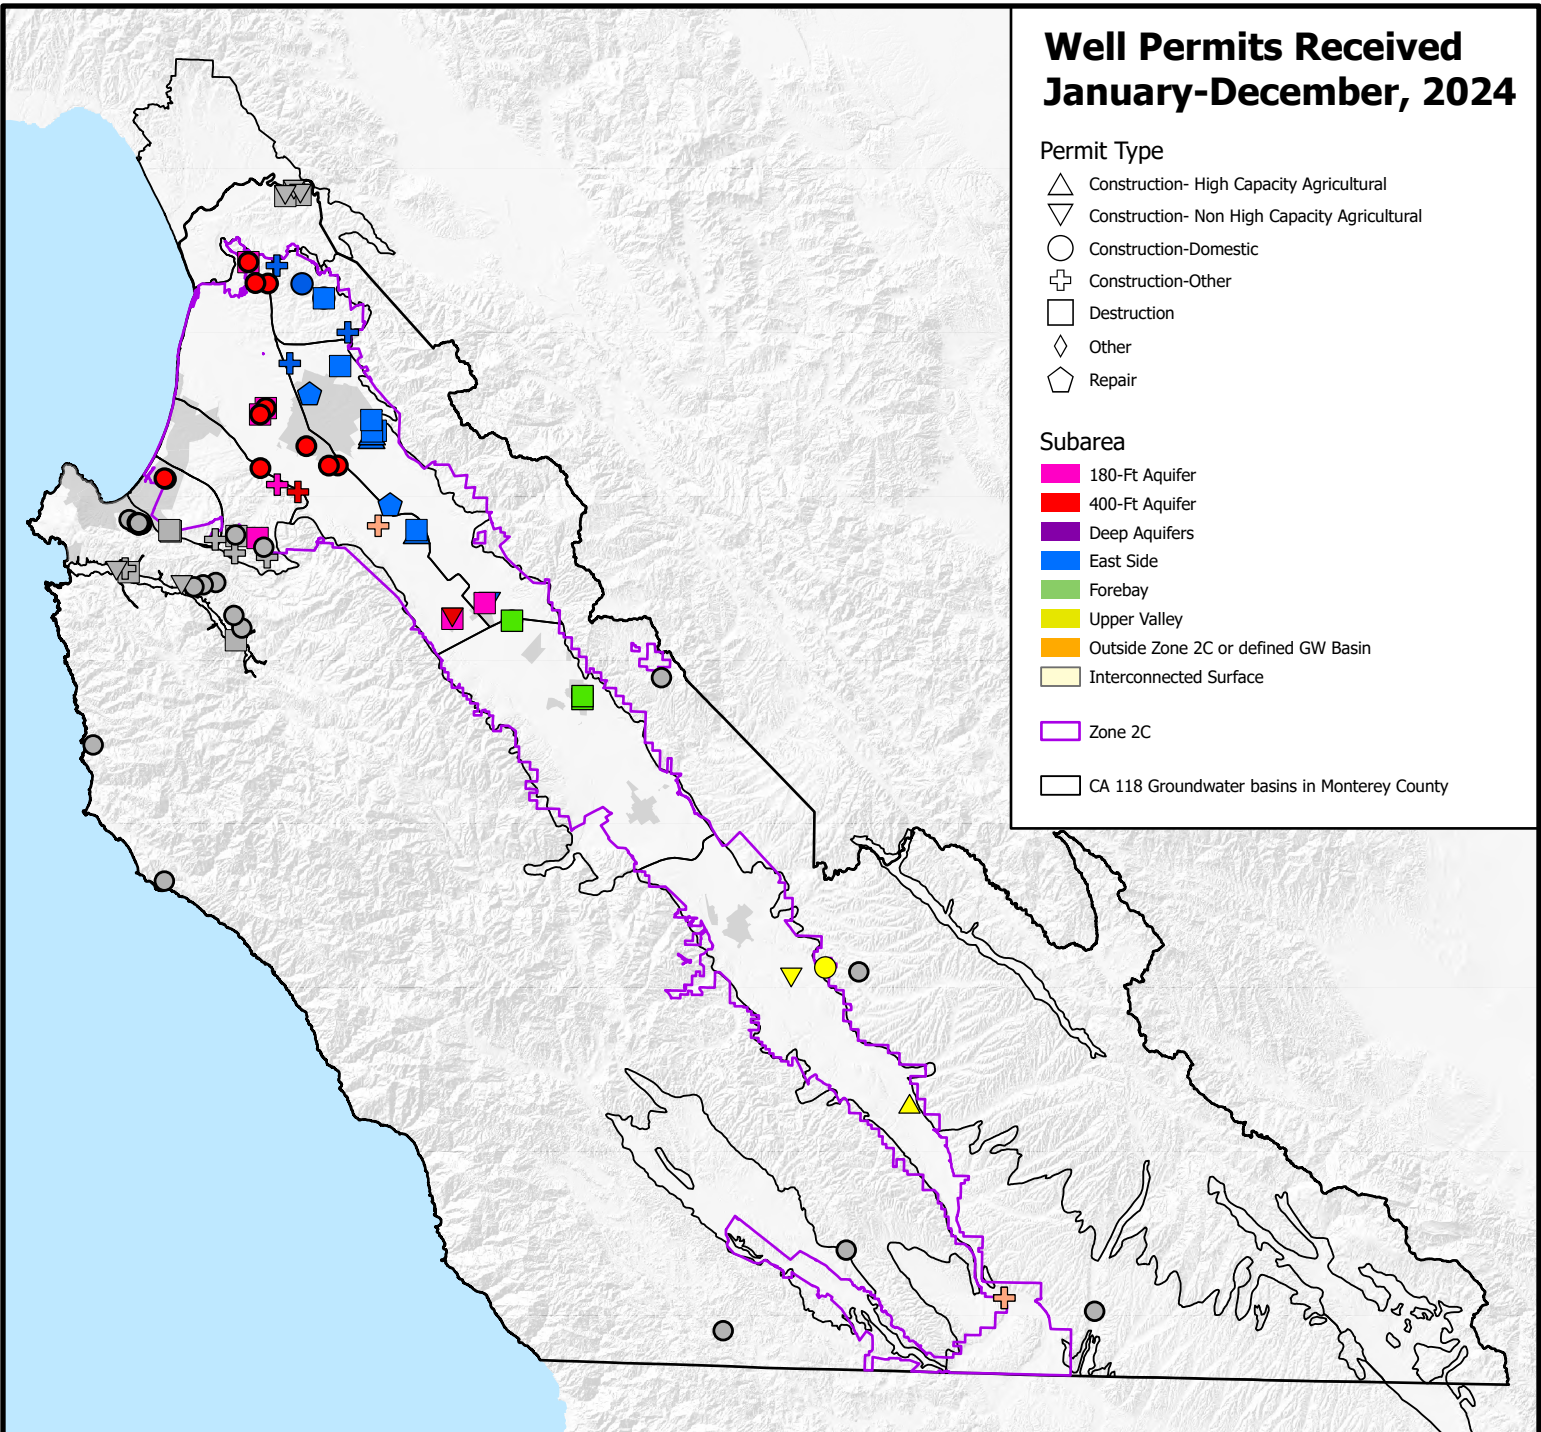 Well Permits Received
January-December, 2024
Permit Type
Construction- High Capacity Agricultural
Construction- Non High Capacity Agricultural
Construction-Domestic
Construction-Other
Destruction
Other
Repair
Subarea
180-Ft Aquifer
400-Ft Aquifer
Deep Aquifers
East Side
Forebay
Upper Valley
Outside Zone 2C or defined GW Basin
Interconnected Surface
Zone 2C
CA 118 Groundwater basins in Monterey County